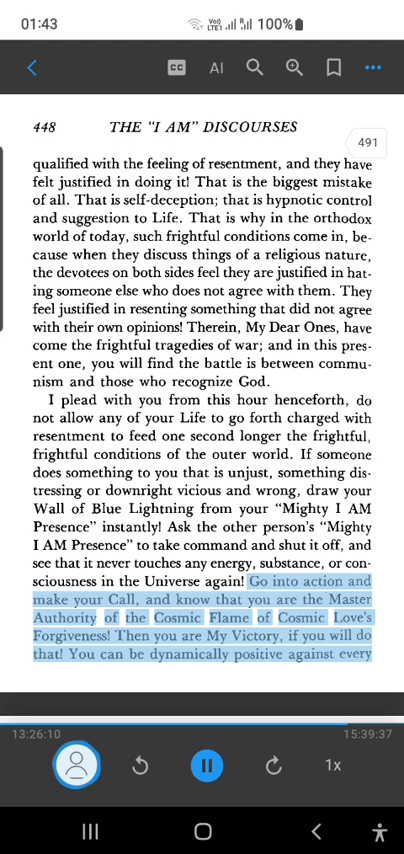 01:43
Vo)) LTE1 R 100%
CC AI
448 THE "I AM" DISCOURSES
491
qualified with the feeling of resentment, and they have
felt justified in doing it! That is the biggest mistake
of all. That is self-deception; that is hypnotic control
and suggestion to Life. That is why in the orthodox
world of today, such frightful conditions come in, be-
cause when they discuss things of a religious nature,
the devotees on both sides feel they are justified in hat-
ing someone else who does not agree with them. They
feel justified in resenting something that did not agree
with their own opinions! Therein, My Dear Ones, have
come the frightful tragedies of war; and in this pres-
ent one, you will find the battle is between commu-
nism and those who recognize God.
I plead with you from this hour henceforth, do
not allow any of your Life to go forth charged with
resentment to feed one second longer the frightful,
frightful conditions of the outer world. If someone
does something to you that is unjust, something dis-
tressing or downright vicious and wrong, draw your
Wall of Blue Lightning from your "Mighty I AM
Presence" instantly! Ask the other person's "Mighty
I AM Presence" to take command and shut it off, and
see that it never touches any energy, substance, or con-
sciousness in the Universe again! Go into action and
make your Call, and know that you are the Master
Authority of the Cosmic Flame of Cosmic Love's
Forgiveness! Then you are My Victory, if you will do
that! You can be dynamically positive against every
13:26:10 15:39:37
1x